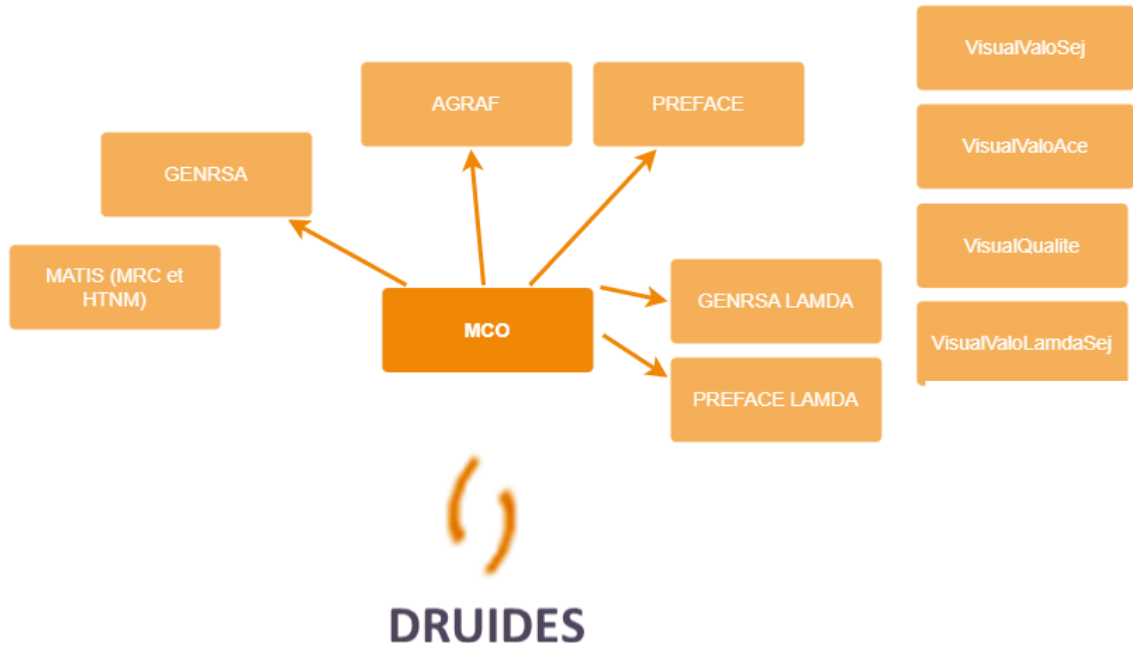 VisualValoSej
AGRAF
PREFACE
VisualValoAce
GENRSA
VisualQualite
MATIS (MRC et
HTNM)
GENRSA LAMDA
MCO
VisualValoLamdaSej
PREFACE LAMDA
DRUIDES